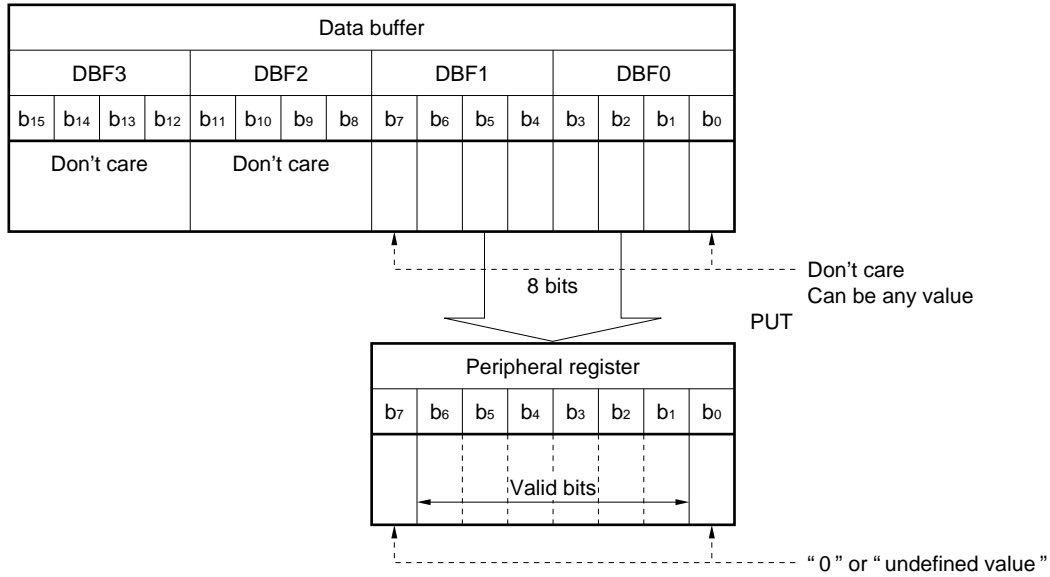 Data buffer
DBF3 DBF2 DBF1 DBF0
b15 b14 b13 b12 b11 b10 b9 b8 b7 b6 b5 b4 b3 b2 b1 b0
Don't care Don't care
8 bits
Don't care
Can be any value
PUT
Peripheral register
b7 b6 b5 b4 b3 b2 b1 b0
Valid bits
"0" or "undefined value"